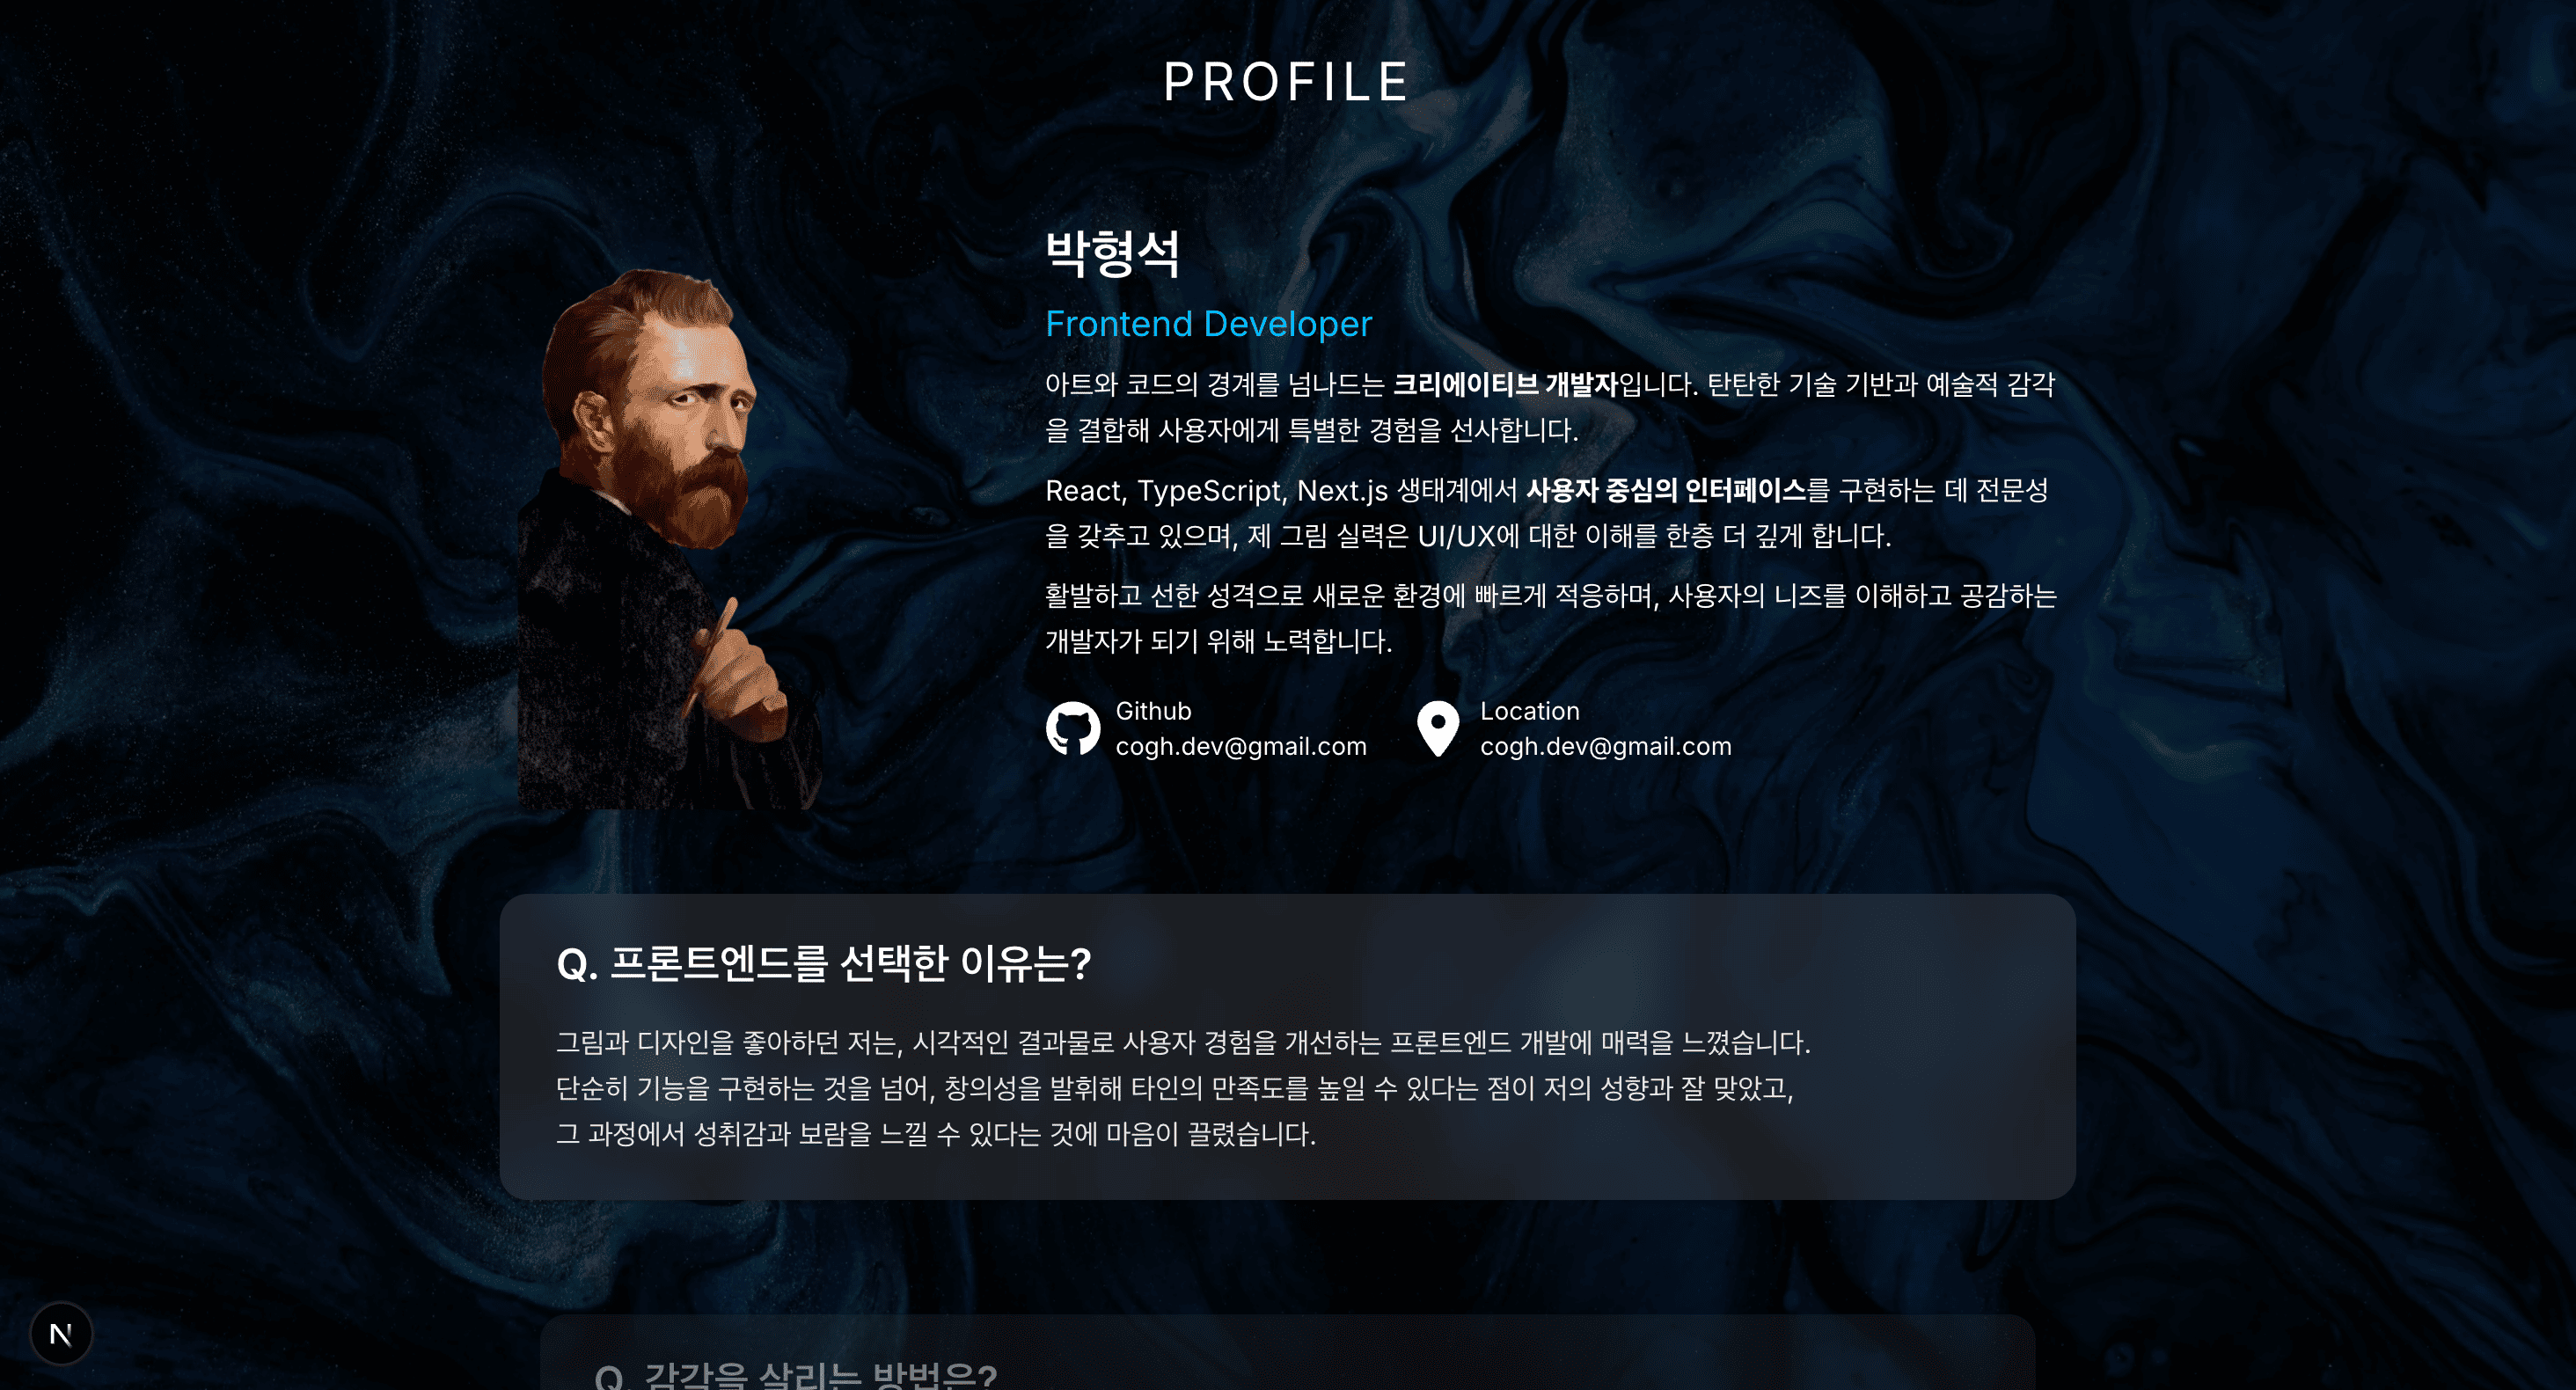 PROFILE
박형석
Frontend Developer
아트와 코드의 경계를 넘나드는 크리에이티브 개발자입니다. 탄탄한 기술 기반과 예술적 감각
을 결합해 사용자에게 특별한 경험을 선사합니다.
React, TypeScript, Next.js 생태계에서 사용자 중심의 인터페이스를 구현하는 데 전문성
을 갖추고 있으며, 제 그림 실력은 UI/UX에 대한 이해를 한층 더 깊게 합니다.
활발하고 선한 성격으로 새로운 환경에 빠르게 적응하며, 사용자의 니즈를 이해하고 공감하는
개발자가 되기 위해 노력합니다.
Github
cogh.dev@gmail.com
Location
cogh.dev@gmail.com
Q. 프론트엔드를 선택한 이유는?
그림과 디자인을 좋아하던 저는, 시각적인 결과물로 사용자 경험을 개선하는 프론트엔드 개발에 매력을 느꼈습니다.
단순히 기능을 구현하는 것을 넘어, 창의성을 발휘해 타인의 만족도를 높일 수 있다는 점이 저의 성향과 잘 맞았고,
그 과정에서 성취감과 보람을 느낄 수 있다는 것에 마음이 끌렸습니다.
N
Q. 감각을 살리는 방법은?